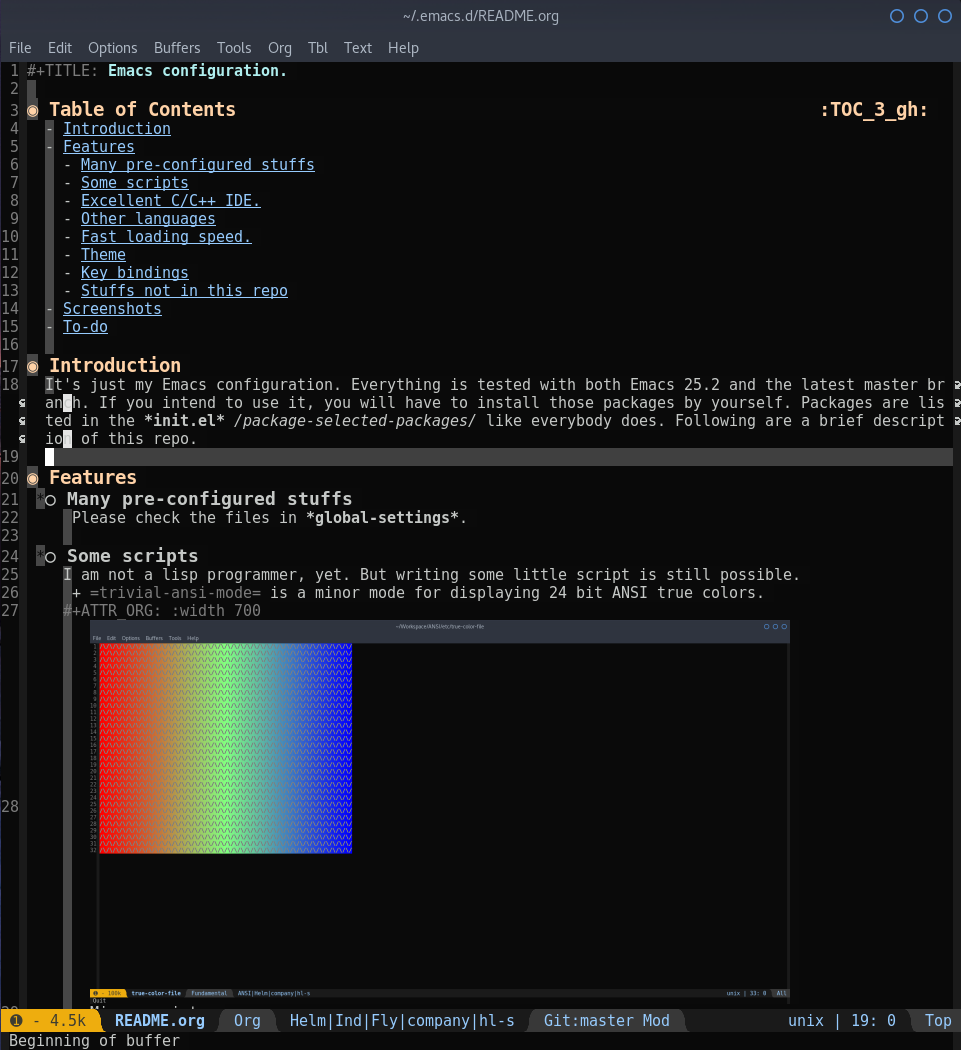 ~/.emacs.d/README.org
File Edit Options Buffers Tools Org Tbl Text Help
1 #+TITLE: Emacs configuration.
2
3 ◉ Table of Contents :TOC_3_gh:
4 - Introduction
5 - Features
6 - Many pre-configured stuffs
7 - Some scripts
8 - Excellent C/C++ IDE.
9 - Other languages
10 - Fast loading speed.
11 - Theme
12 - Key bindings
13 - Stuffs not in this repo
14 - Screenshots
15 - To-do
16
17 ◉ Introduction
18 It's just my Emacs configuration. Everything is tested with both Emacs 25.2 and the latest master br
anch. If you intend to use it, you will have to install those packages by yourself. Packages are lis
ted in the *init.el* /package-selected-packages/ like everybody does. Following are a brief descript
ion of this repo.
19
20 ◉ Features
21 *○ Many pre-configured stuffs
22 Please check the files in *global-settings*.
23
24 *○ Some scripts
25 I am not a lisp programmer, yet. But writing some little script is still possible.
26 + =trivial-ansi-mode= is a minor mode for displaying 24 bit ANSI true colors.
27 #+ATTR_ORG: :width 700
~/Workspace/ANSI/etc/true-color-file
File Edit Options Buffers Tools Help
28
❶ - 100k true-color-file Fundamental ANSI|Helm|company|hl-s unix | 33: 0 All
Quit
❶ - 4.5k README.org Org Helm|Ind|Fly|company|hl-s Git:master Mod unix | 19: 0 Top
Beginning of buffer